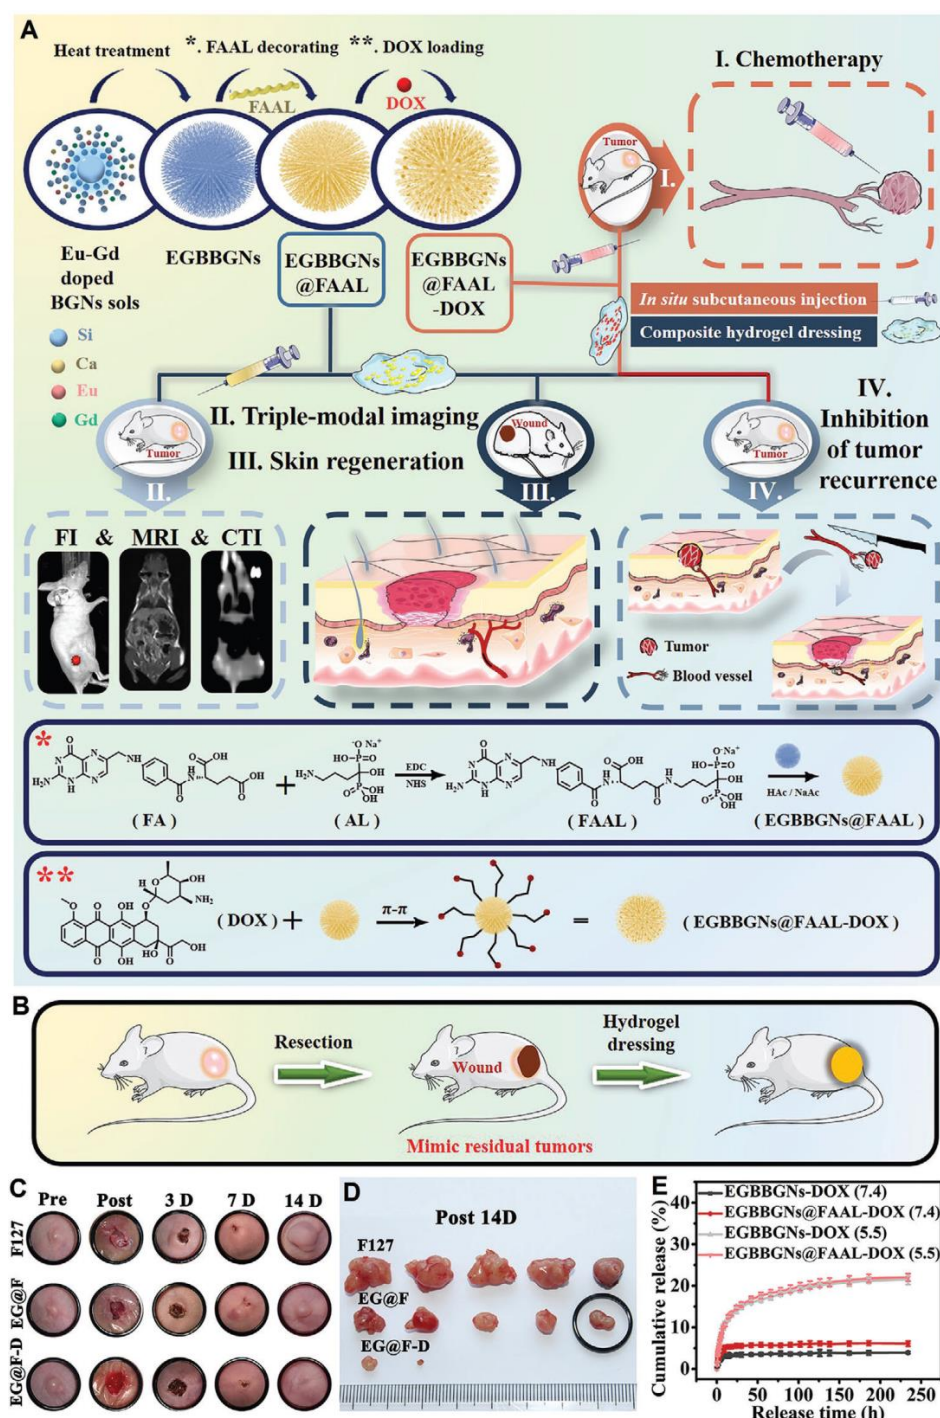 A
Heat treatment
*. FAAL decorating
**. DOX loading
FAAL
DOX
Eu-Gd
doped
BGNs sols
EGBBGNs
EGBBGNs
@FAAL
EGBBGNs
@FAAL
-DOX
Si
Ca
Eu
Gd
I. Chemotherapy
Tumor
I.
In situ subcutaneous injection
Composite hydrogel dressing
II. Triple-modal imaging
III. Skin regeneration
IV.
Inhibition
of tumor
recurrence
Tumor
II.
Wound
III.
Tumor
IV.
FI & MRI & CTI
Tumor
Blood vessel
*
( FA )
+
( AL )
EDC
NHS
( FAAL )
HAc / NaAc
( EGBBGNs@FAAL )
**
( DOX ) +
π-π
=
( EGBBGNs@FAAL-DOX )
B
Resection
Wound
Hydrogel
dressing
Mimic residual tumors
C
Pre Post 3 D 7 D 14 D
F127
EG@F
EG@F-D
D
Post 14D
F127
EG@F
EG@F-D
E
EGBBGNs-DOX (7.4)
EGBBGNs@FAAL-DOX (7.4)
EGBBGNs-DOX (5.5)
EGBBGNs@FAAL-DOX (5.5)
Cumulative release (%)
40
30
20
10
0
0 50 100 150 200 250
Release time (h)